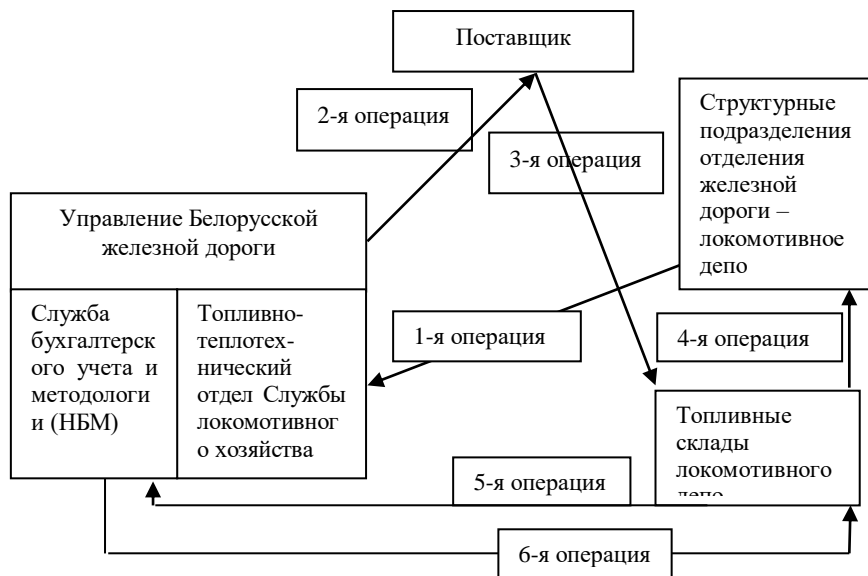 Поставщик
2-я операция
3-я операция
Структурные
подразделения
отделения
железной
дороги –
локомотивное
депо
Управление Белорусской
железной дороги
Служба
бухгалтерск
ого учета и
методологи
и (НБМ)
Топливно-
теплотех-
нический
отдел Службы
локомотивног
о хозяйства
1-я операция
4-я операция
Топливные
склады
локомотивного
депо
5-я операция
6-я операция